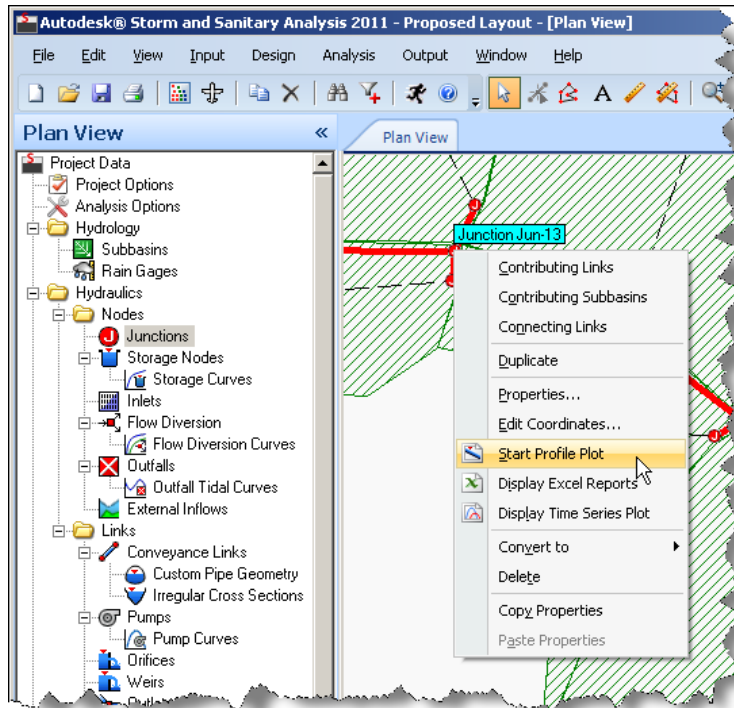 Autodesk® Storm and Sanitary Analysis 2011 - Proposed Layout - [Plan View]
File Edit View Input Design Analysis Output Window Help
A
Plan View «
Plan View
Project Data
Project Options
Analysis Options
Hydrology
Subbasins
Rain Gages
Hydraulics
Nodes
Junctions
Storage Nodes
Storage Curves
Inlets
Flow Diversion
Flow Diversion Curves
Outfalls
Outfall Tidal Curves
External Inflows
Links
Conveyance Links
Custom Pipe Geometry
Irregular Cross Sections
Pumps
Pump Curves
Orifices
Weirs
Junction Jun-13
Contributing Links
Contributing Subbasins
Connecting Links
Duplicate
Properties...
Edit Coordinates...
Start Profile Plot
Display Excel Reports
Display Time Series Plot
Convert to
Delete
Copy Properties
Paste Properties